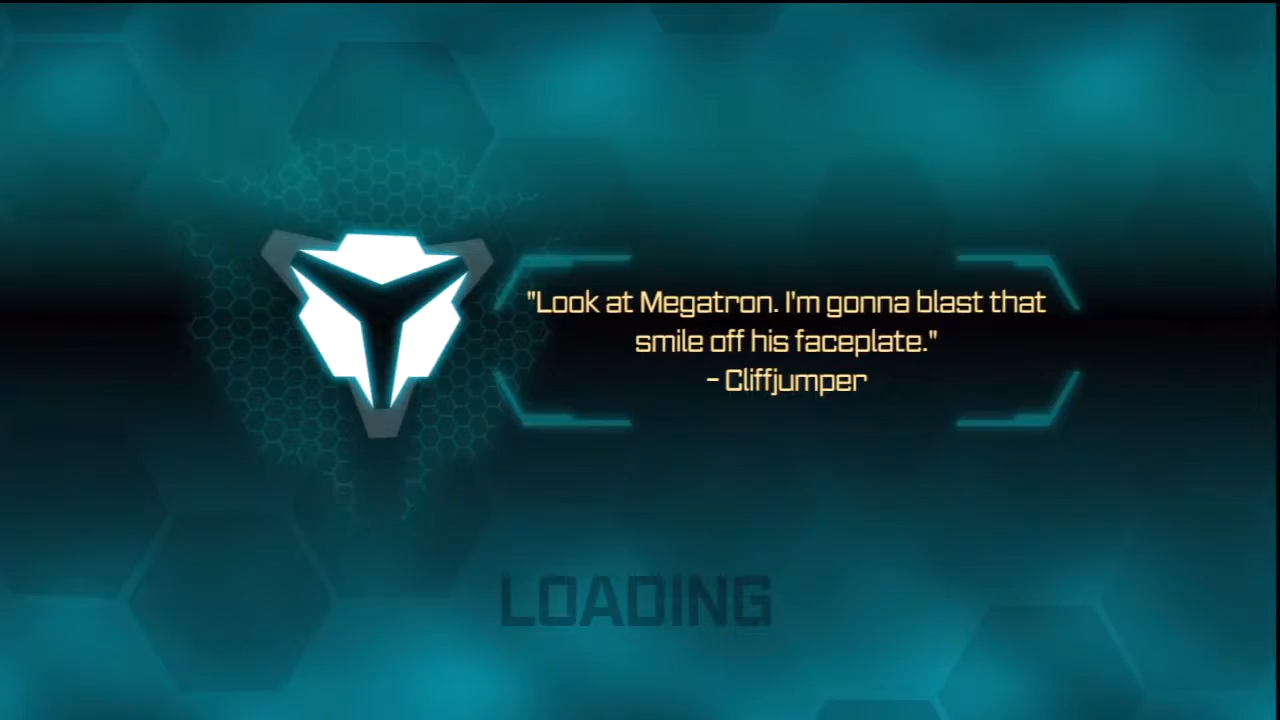 "Look at Megatron. I'm gonna blast that
smile off his faceplate."
- Cliffjumper
LOADING